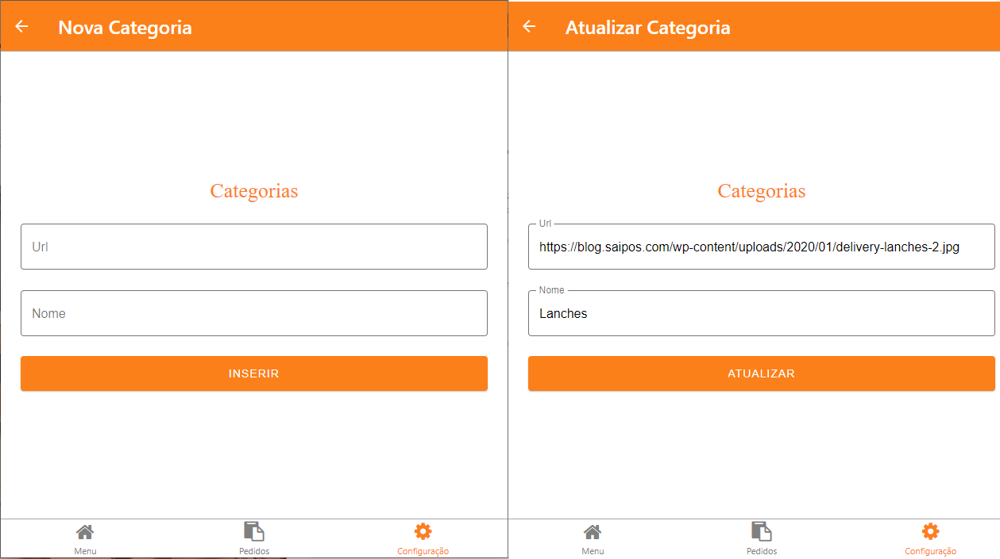 Nova Categoria
Categorias
Url
Nome
INSERIR
Menu
Pedidos
Configuração
Atualizar Categoria
Categorias
Url
https://blog.saipos.com/wp-content/uploads/2020/01/delivery-lanches-2.jpg
Nome
Lanches
ATUALIZAR
Menu
Pedidos
Configuração